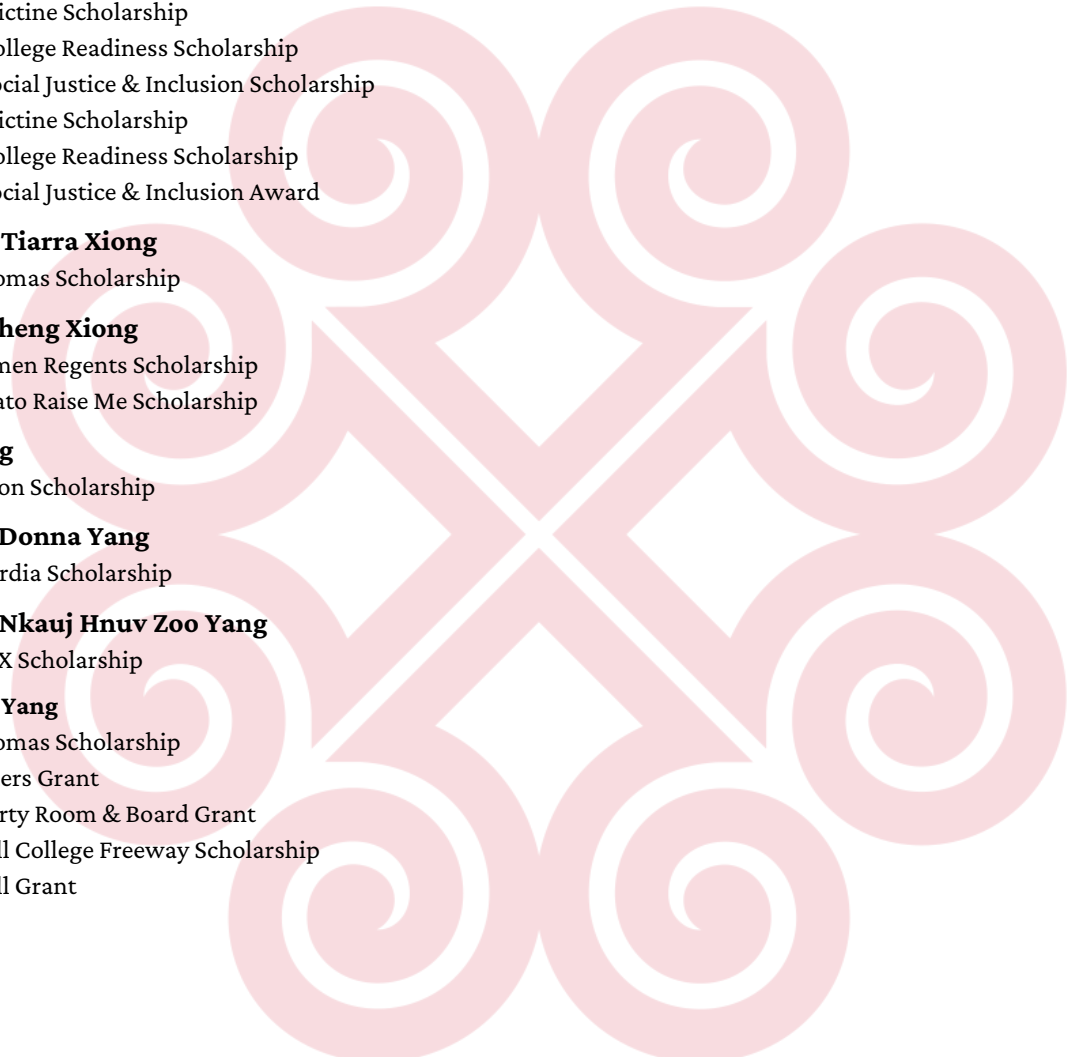 ictine Scholarship
ollege Readiness Scholarship
ocial Justice & Inclusion Scholarship
ictine Scholarship
ollege Readiness Scholarship
ocial Justice & Inclusion Award
Tiarra Xiong
omas Scholarship
heng Xiong
men Regents Scholarship
ato Raise Me Scholarship
g
on Scholarship
Donna Yang
rdia Scholarship
Nkauj Hnuv Zoo Yang
X Scholarship
Yang
omas Scholarship
ers Grant
rty Room & Board Grant
ll College Freeway Scholarship
ll Grant